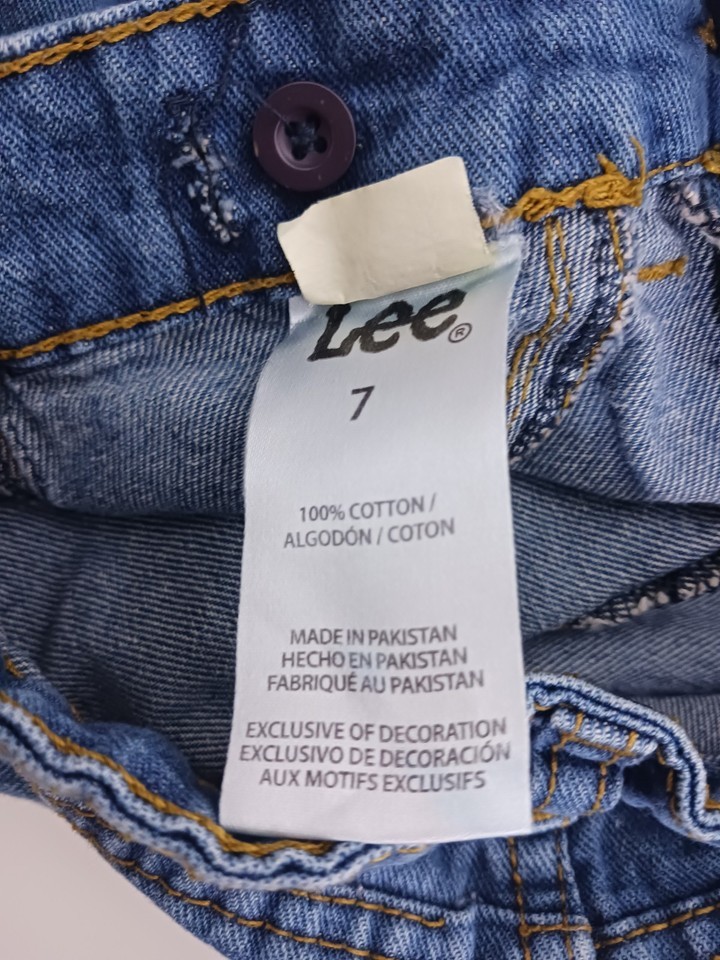 Lee®
7
100% COTTON /
ALGODÓN / COTON
MADE IN PAKISTAN
HECHO EN PAKISTAN
FABRIQUÉ AU PAKISTAN
EXCLUSIVE OF DECORATION
EXCLUSIVO DE DECORACIÓN
AUX MOTIFS EXCLUSIFS